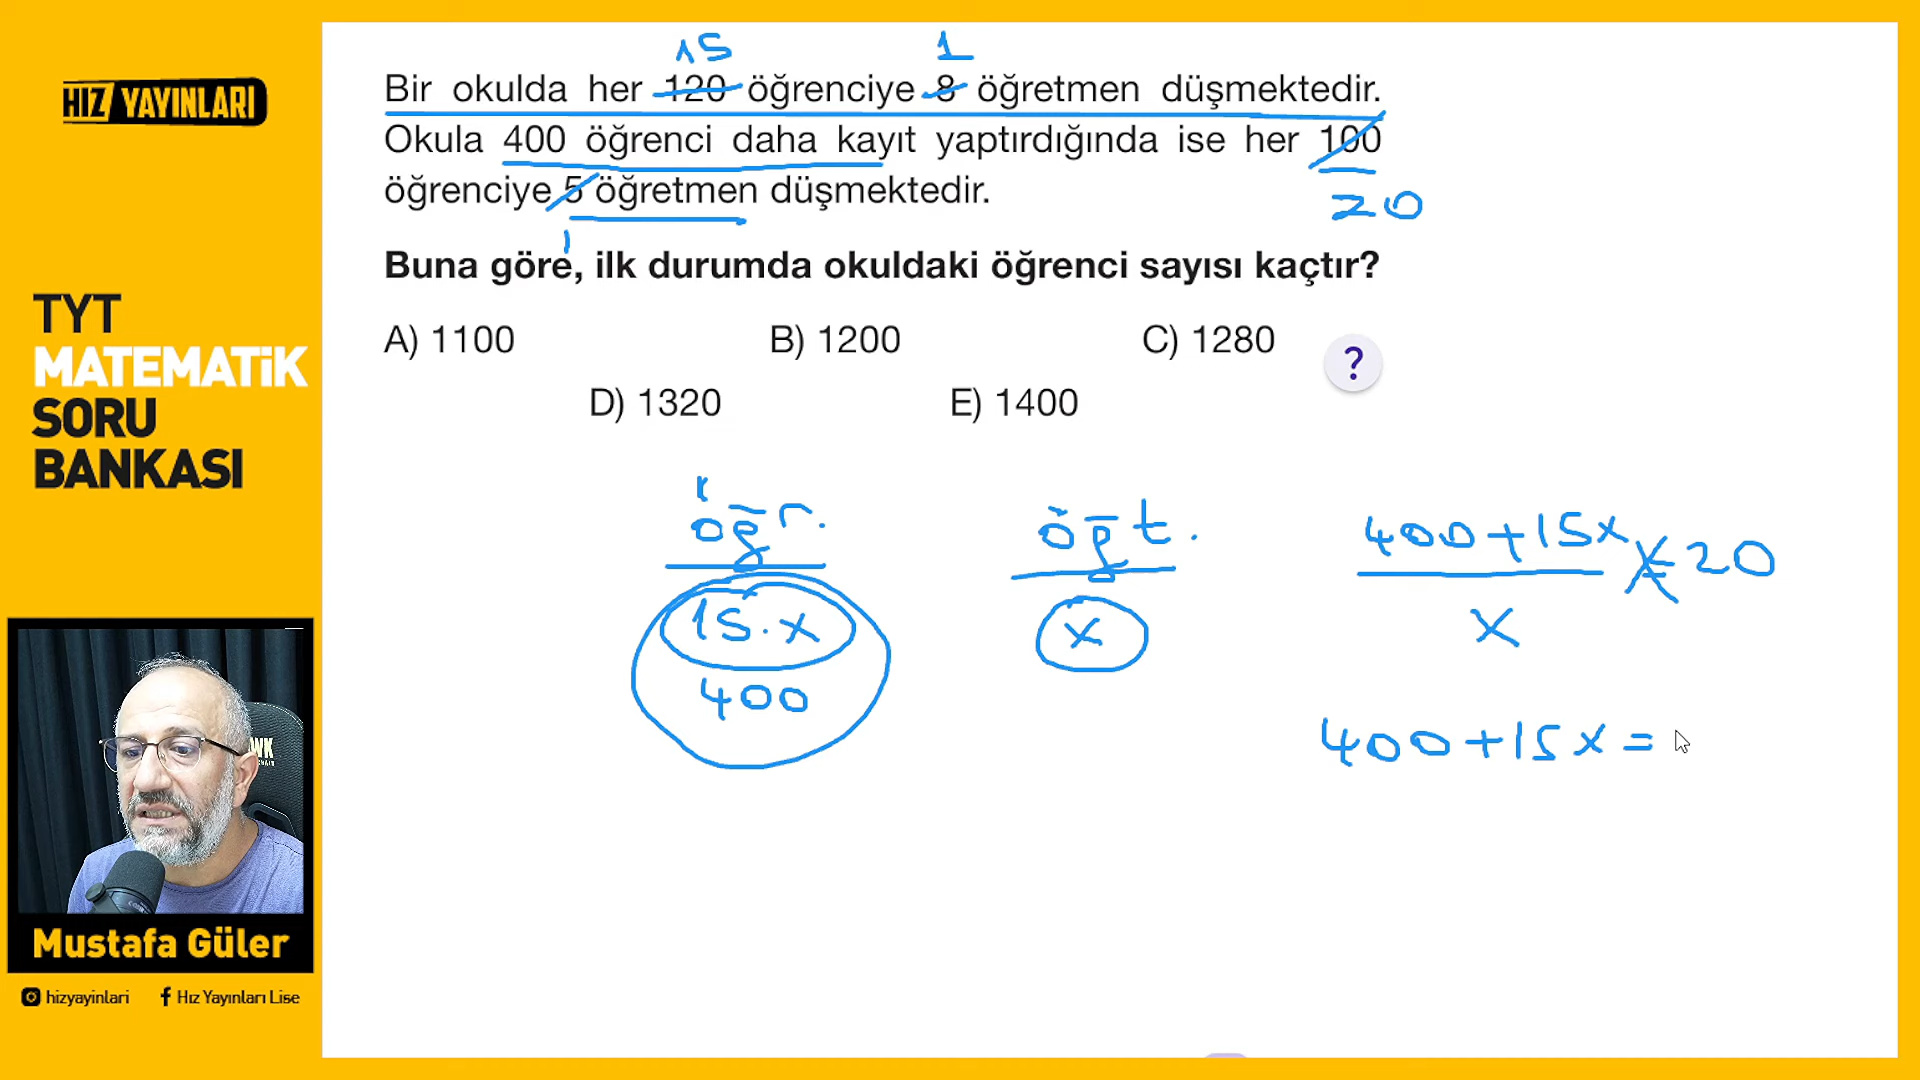 HIZ YAYINLARI
TYT
MATEMATİK
SORU
BANKASI
15 1
Bir okulda her 120 öğrenciye 8 öğretmen düşmektedir.
Okula 400 öğrenci daha kayıt yaptırdığında ise her 100
öğrenciye 5 öğretmen düşmektedir.
20
1
Buna göre, ilk durumda okuldaki öğrenci sayısı kaçtır?
A) 1100 B) 1200 C) 1280
?
D) 1320 E) 1400
öğr. öğt. 400+15x = 20
15.x x x
400
400+15x=
Mustafa Güler
hizyayinlari Hız Yayınları Lise